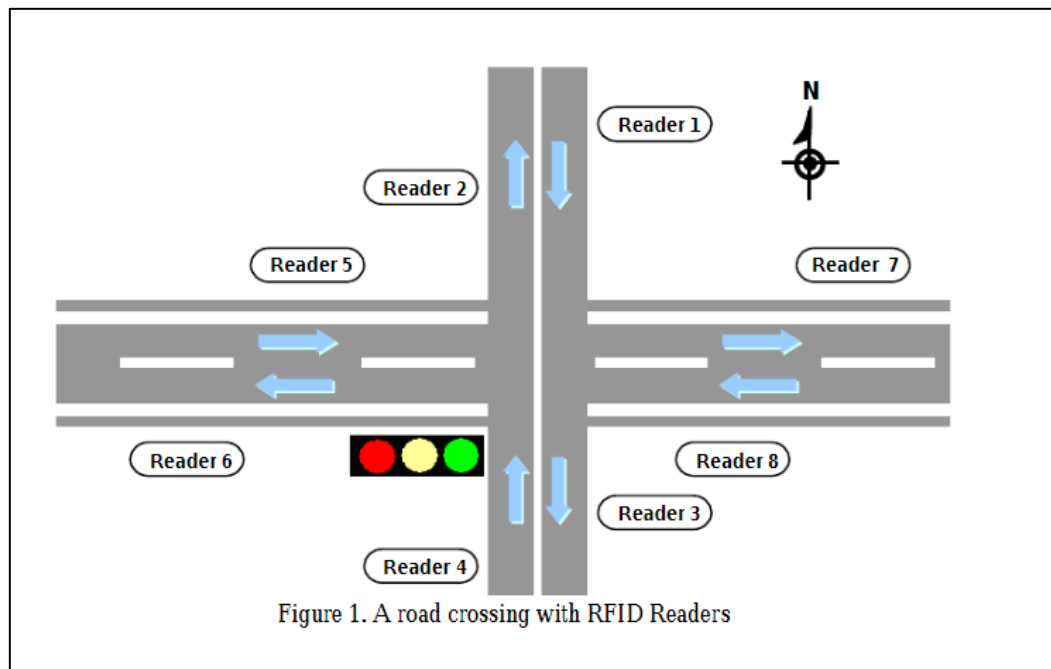 N
Reader 1
Reader 2
Reader 5
Reader 7
Reader 6
Reader 8
Reader 3
Reader 4
Figure 1. A road crossing with RFID Readers